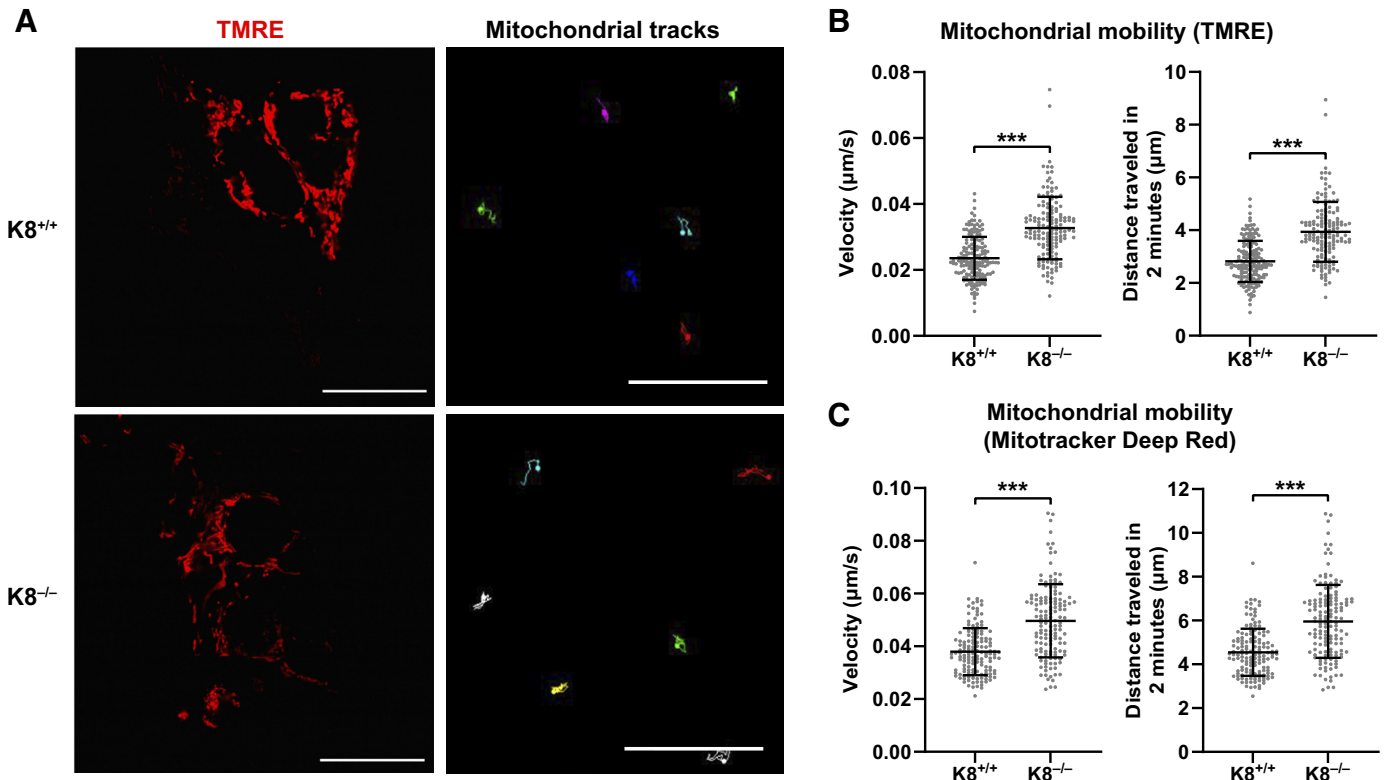 A
TMRE
Mitochondrial tracks
K8+/+
K8–/–
B
Mitochondrial mobility (TMRE)
Velocity (μm/s)
0.08
0.06
0.04
0.02
0.00
***
K8+/+
K8–/–
Distance traveled in
2 minutes (μm)
10
8
6
4
2
0
***
K8+/+
K8–/–
C
Mitochondrial mobility
(Mitotracker Deep Red)
Velocity (μm/s)
0.10
0.08
0.06
0.04
0.02
0.00
***
K8+/+
K8–/–
Distance traveled in
2 minutes (μm)
12
10
8
6
4
2
0
***
K8+/+
K8–/–